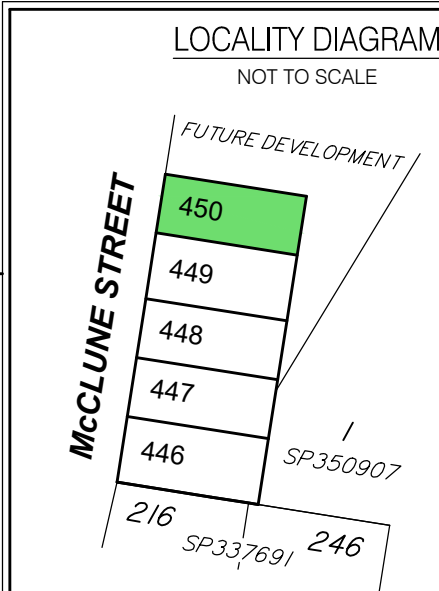 LOCALITY DIAGRAM
NOT TO SCALE
FUTURE DEVELOPMENT
McCLUNE STREET
450
449
448
447
446
1
SP350907
216
SP337691
246